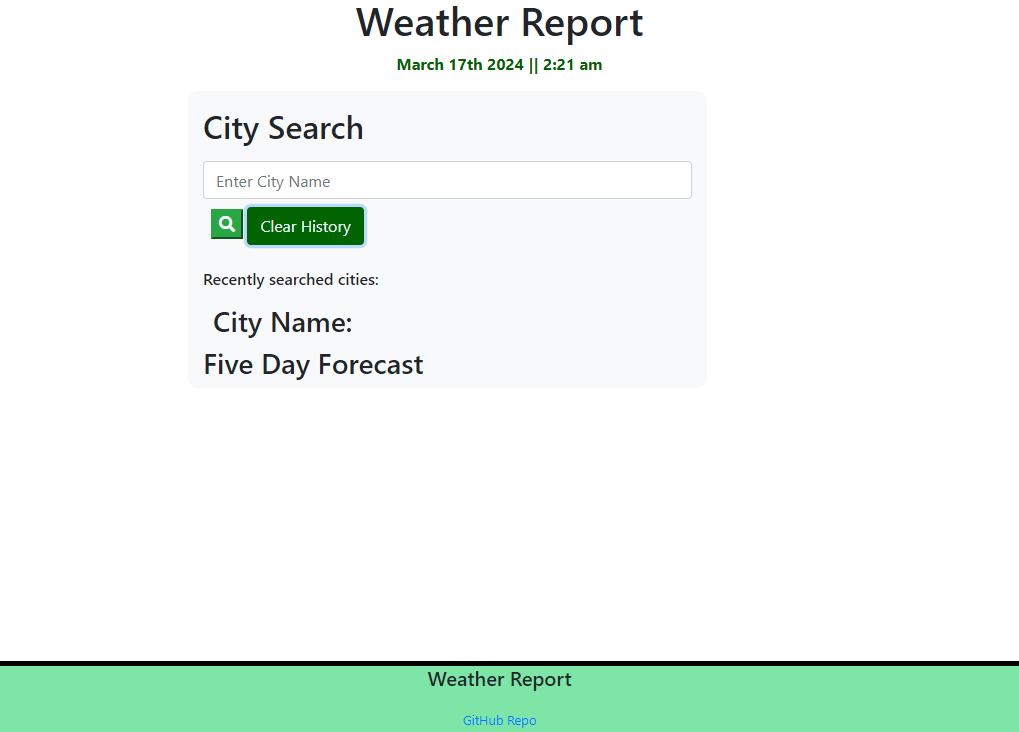 Weather Report
March 17th 2024 || 2:21 am
City Search
Enter City Name
Clear History
Recently searched cities:
City Name:
Five Day Forecast
Weather Report
GitHub Repo